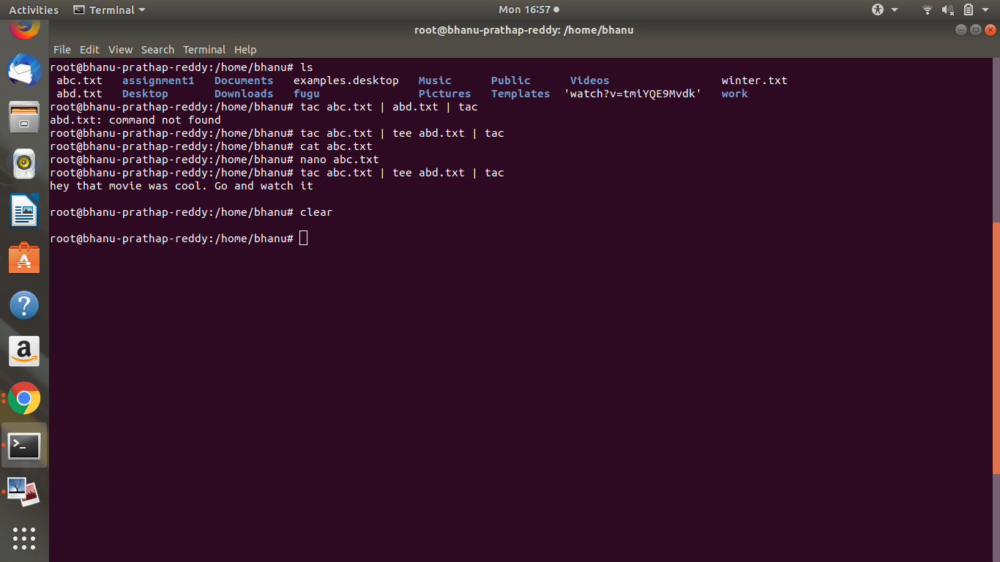 Activities Terminal Mon 16:57
root@bhanu-prathap-reddy: /home/bhanu
File Edit View Search Terminal Help
root@bhanu-prathap-reddy:/home/bhanu# ls
abc.txt assignment1 Documents examples.desktop Music Public Videos winter.txt
abd.txt Desktop Downloads fugu Pictures Templates 'watch?v=tmiYQE9Mvdk' work
root@bhanu-prathap-reddy:/home/bhanu# tac abc.txt | abd.txt | tac
abd.txt: command not found
root@bhanu-prathap-reddy:/home/bhanu# tac abc.txt | tee abd.txt | tac
root@bhanu-prathap-reddy:/home/bhanu# cat abc.txt
root@bhanu-prathap-reddy:/home/bhanu# nano abc.txt
root@bhanu-prathap-reddy:/home/bhanu# tac abc.txt | tee abd.txt | tac
hey that movie was cool. Go and watch it
root@bhanu-prathap-reddy:/home/bhanu# clear
root@bhanu-prathap-reddy:/home/bhanu#